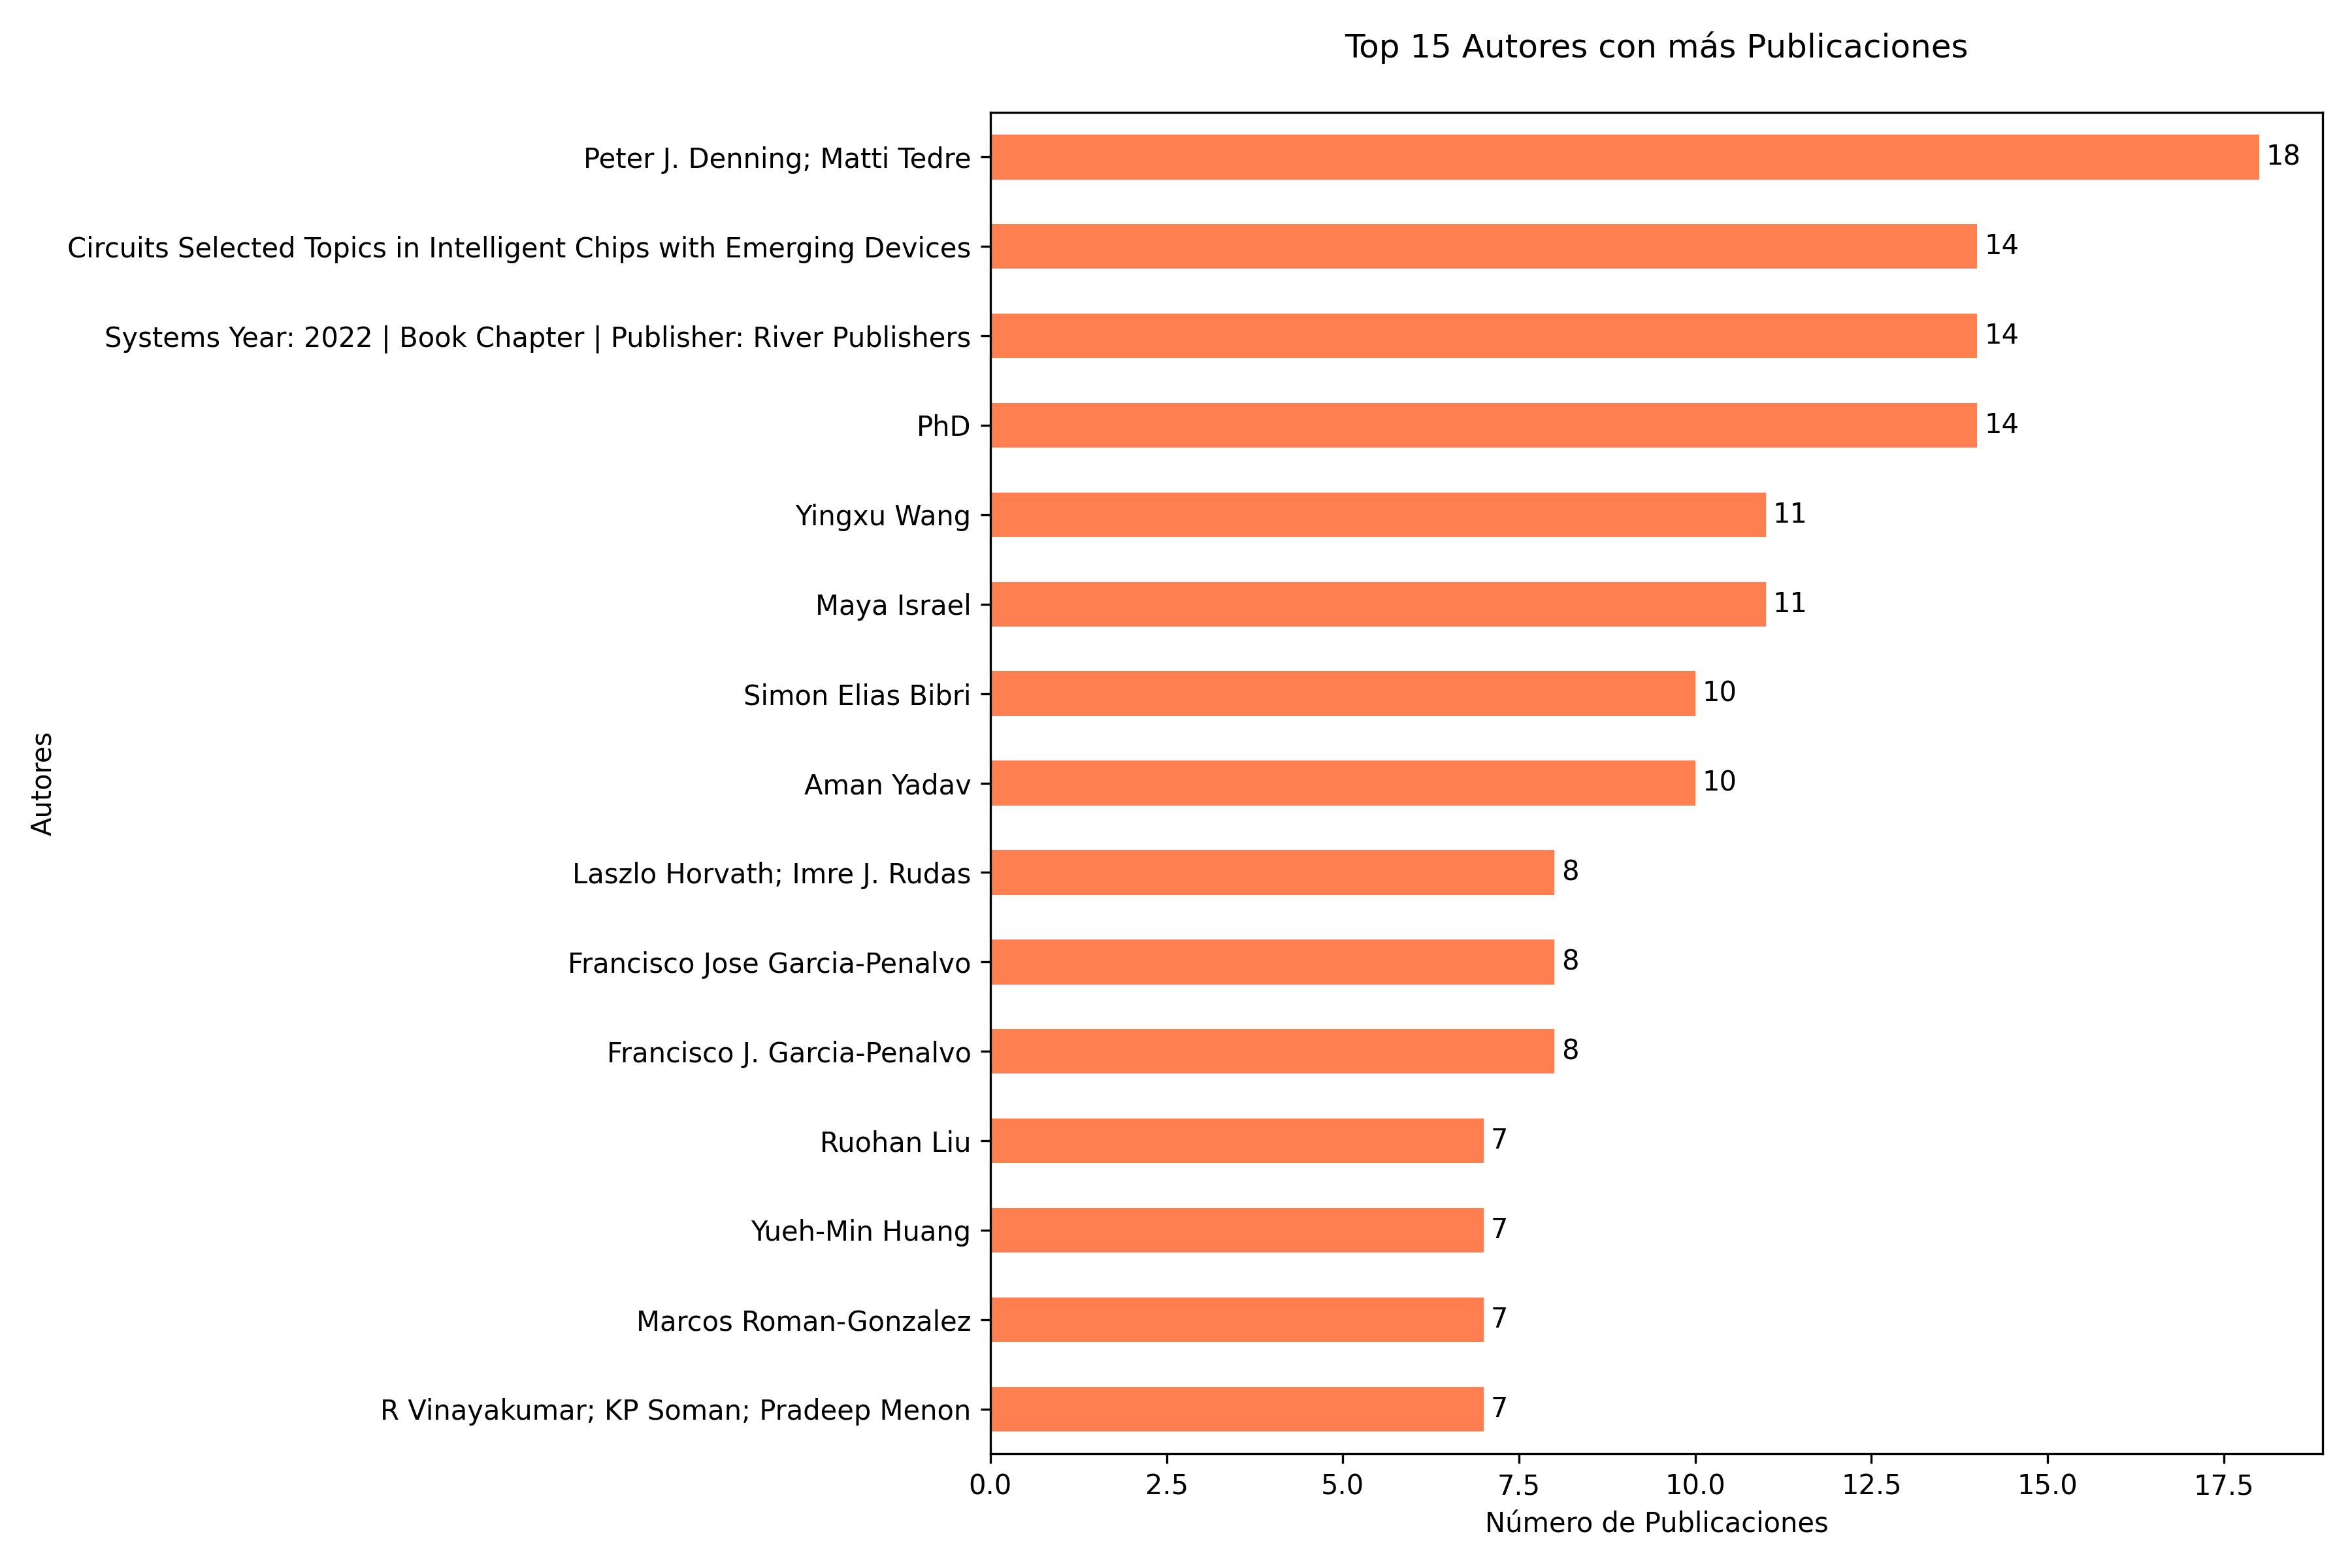 Top 15 Autores con más Publicaciones
Peter J. Denning; Matti Tedre 18
Circuits Selected Topics in Intelligent Chips with Emerging Devices 14
Systems Year: 2022 | Book Chapter | Publisher: River Publishers 14
PhD 14
Yingxu Wang 11
Maya Israel 11
Simon Elias Bibri 10
Aman Yadav 10
Laszlo Horvath; Imre J. Rudas 8
Francisco Jose Garcia-Penalvo 8
Francisco J. Garcia-Penalvo 8
Ruohan Liu 7
Yueh-Min Huang 7
Marcos Roman-Gonzalez 7
R Vinayakumar; KP Soman; Pradeep Menon 7
Autores
0.0 2.5 5.0 7.5 10.0 12.5 15.0 17.5
Número de Publicaciones